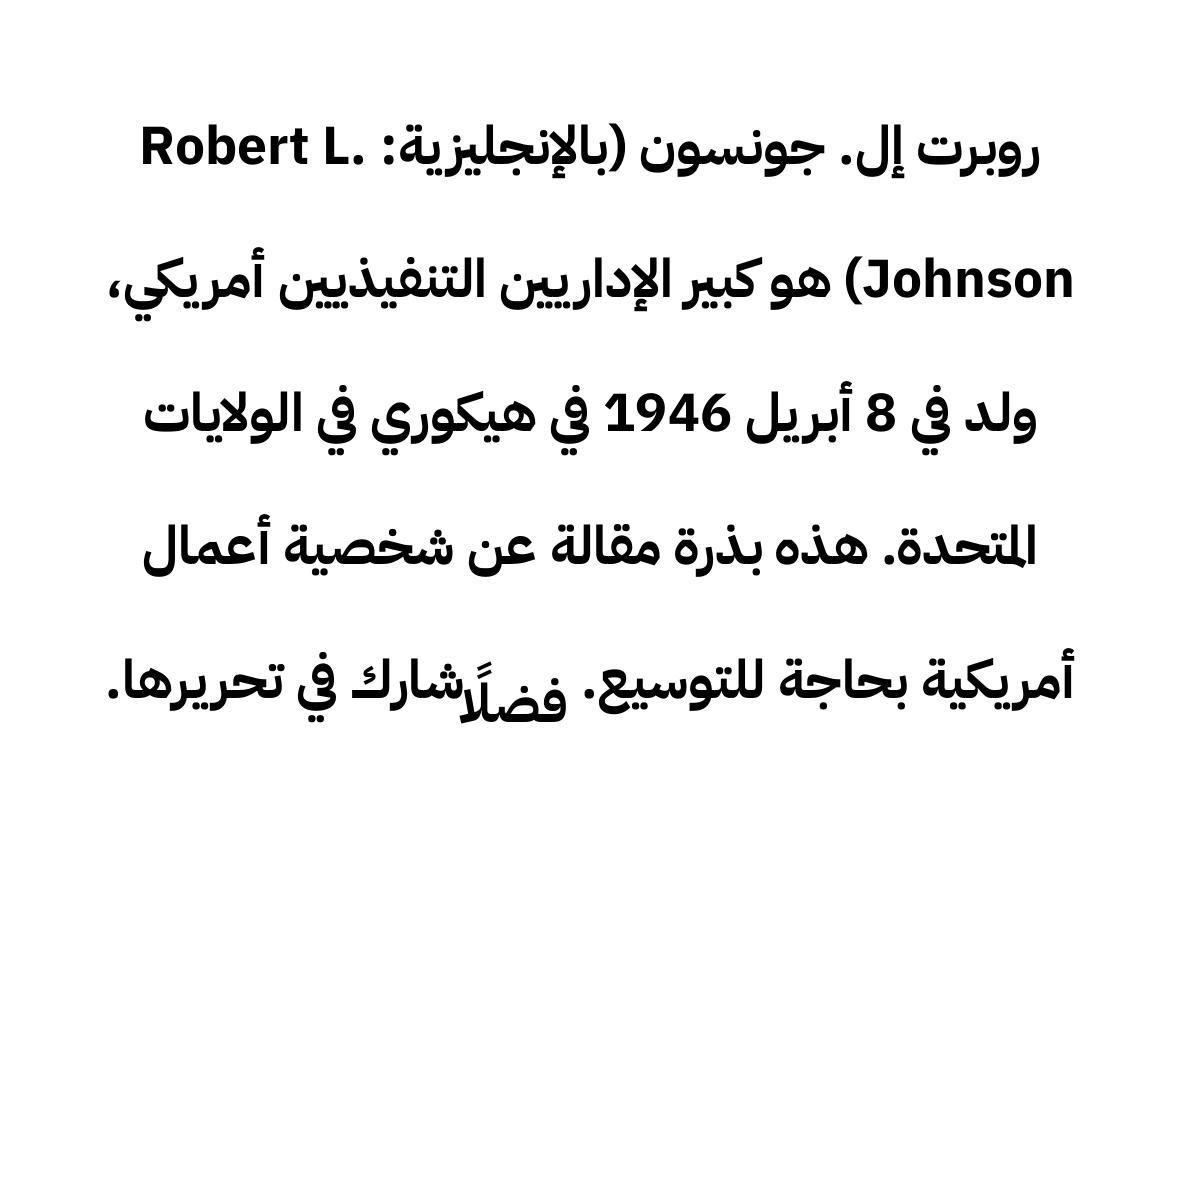 روبرت إل. جونسون (بالإنجليزية: Robert L.
Johnson) هو كبير الإداريين التنفيذيين أمريكي،
ولد في 8 أبريل 1946 في هيكوري في الولايات
المتحدة. هذه بذرة مقالة عن شخصية أعمال
أمريكية بحاجة للتوسيع. فضلًا شارك في تحريرها.